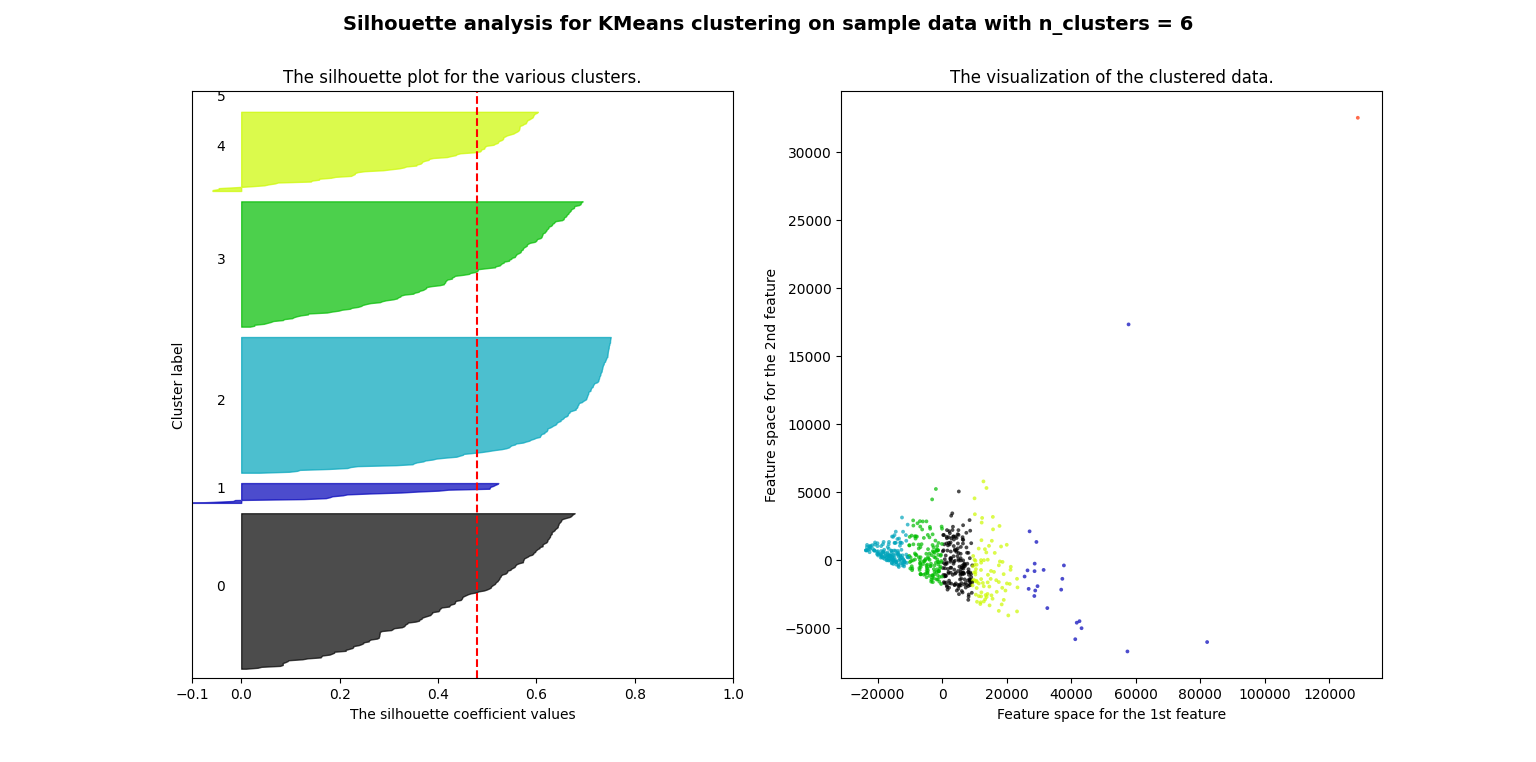 Silhouette analysis for KMeans clustering on sample data with n_clusters = 6
The silhouette plot for the various clusters.
5
4
3
2
1
0
Cluster label
−0.1 0.0 0.2 0.4 0.6 0.8 1.0
The silhouette coefficient values
The visualization of the clustered data.
30000
25000
20000
15000
10000
5000
0
−5000
Feature space for the 2nd feature
−20000 0 20000 40000 60000 80000 100000 120000
Feature space for the 1st feature